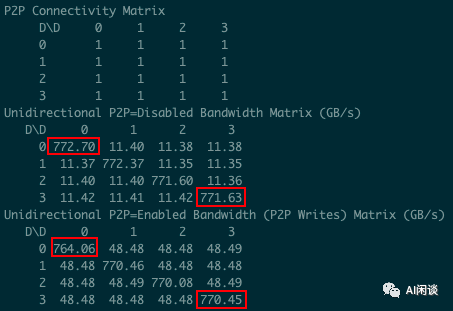 P2P Connectivity Matrix
D\D 0 1 2 3
0 1 1 1 1
1 1 1 1 1
2 1 1 1 1
3 1 1 1 1
Unidirectional P2P=Disabled Bandwidth Matrix (GB/s)
D\D 0 1 2 3
0 772.70 11.40 11.38 11.38
1 11.37 772.37 11.35 11.35
2 11.40 11.40 771.60 11.36
3 11.42 11.41 11.42 771.63
Unidirectional P2P=Enabled Bandwidth (P2P Writes) Matrix (GB/s)
D\D 0 1 2 3
0 764.06 48.48 48.48 48.49
1 48.48 770.46 48.48 48.48
2 48.48 48.49 770.08 48.49
3 48.48 48.48 48.48 770.45
AI闲谈